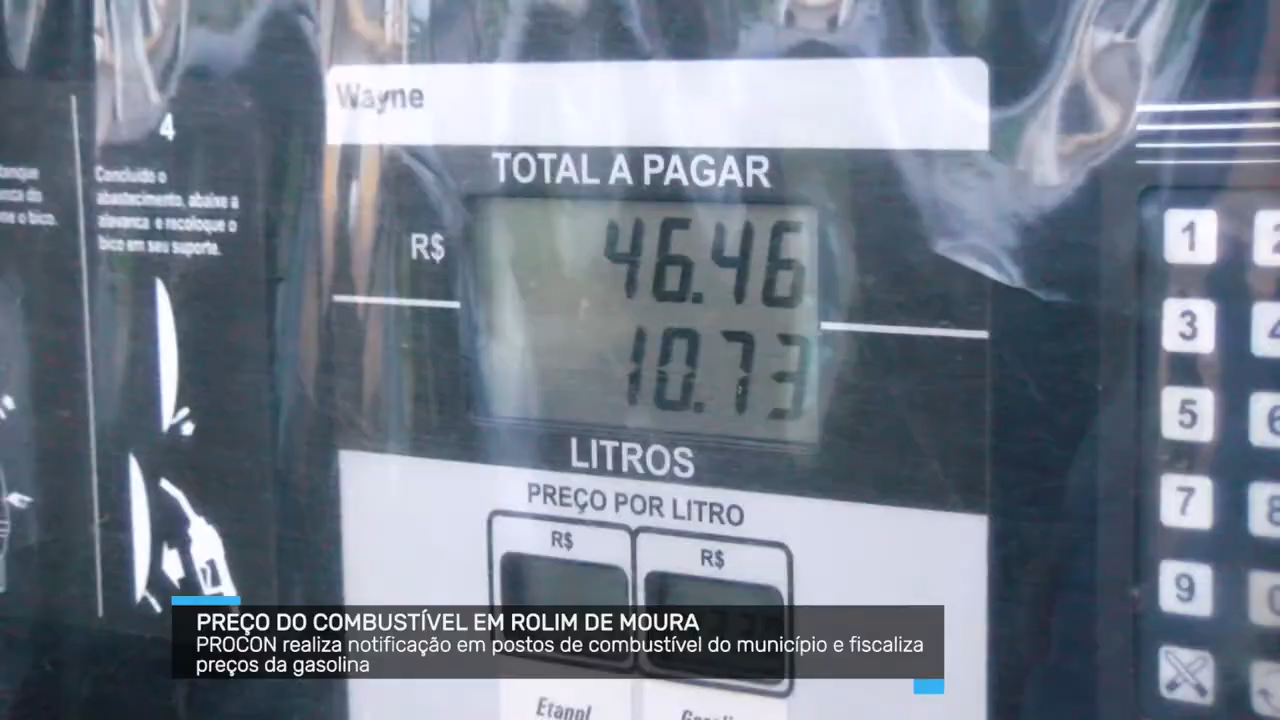 Wayne
4
Concluído o
abastecimento, abaixe a
alavanca e recoloque o
bico em seu suporte.
TOTAL A PAGAR
R$
46.46
10.73
LITROS
PREÇO POR LITRO
R$
R$
Etanol
1
3
5
7
9
PREÇO DO COMBUSTÍVEL EM ROLIM DE MOURA
PROCON realiza notificação em postos de combustível do município e fiscaliza
preços da gasolina